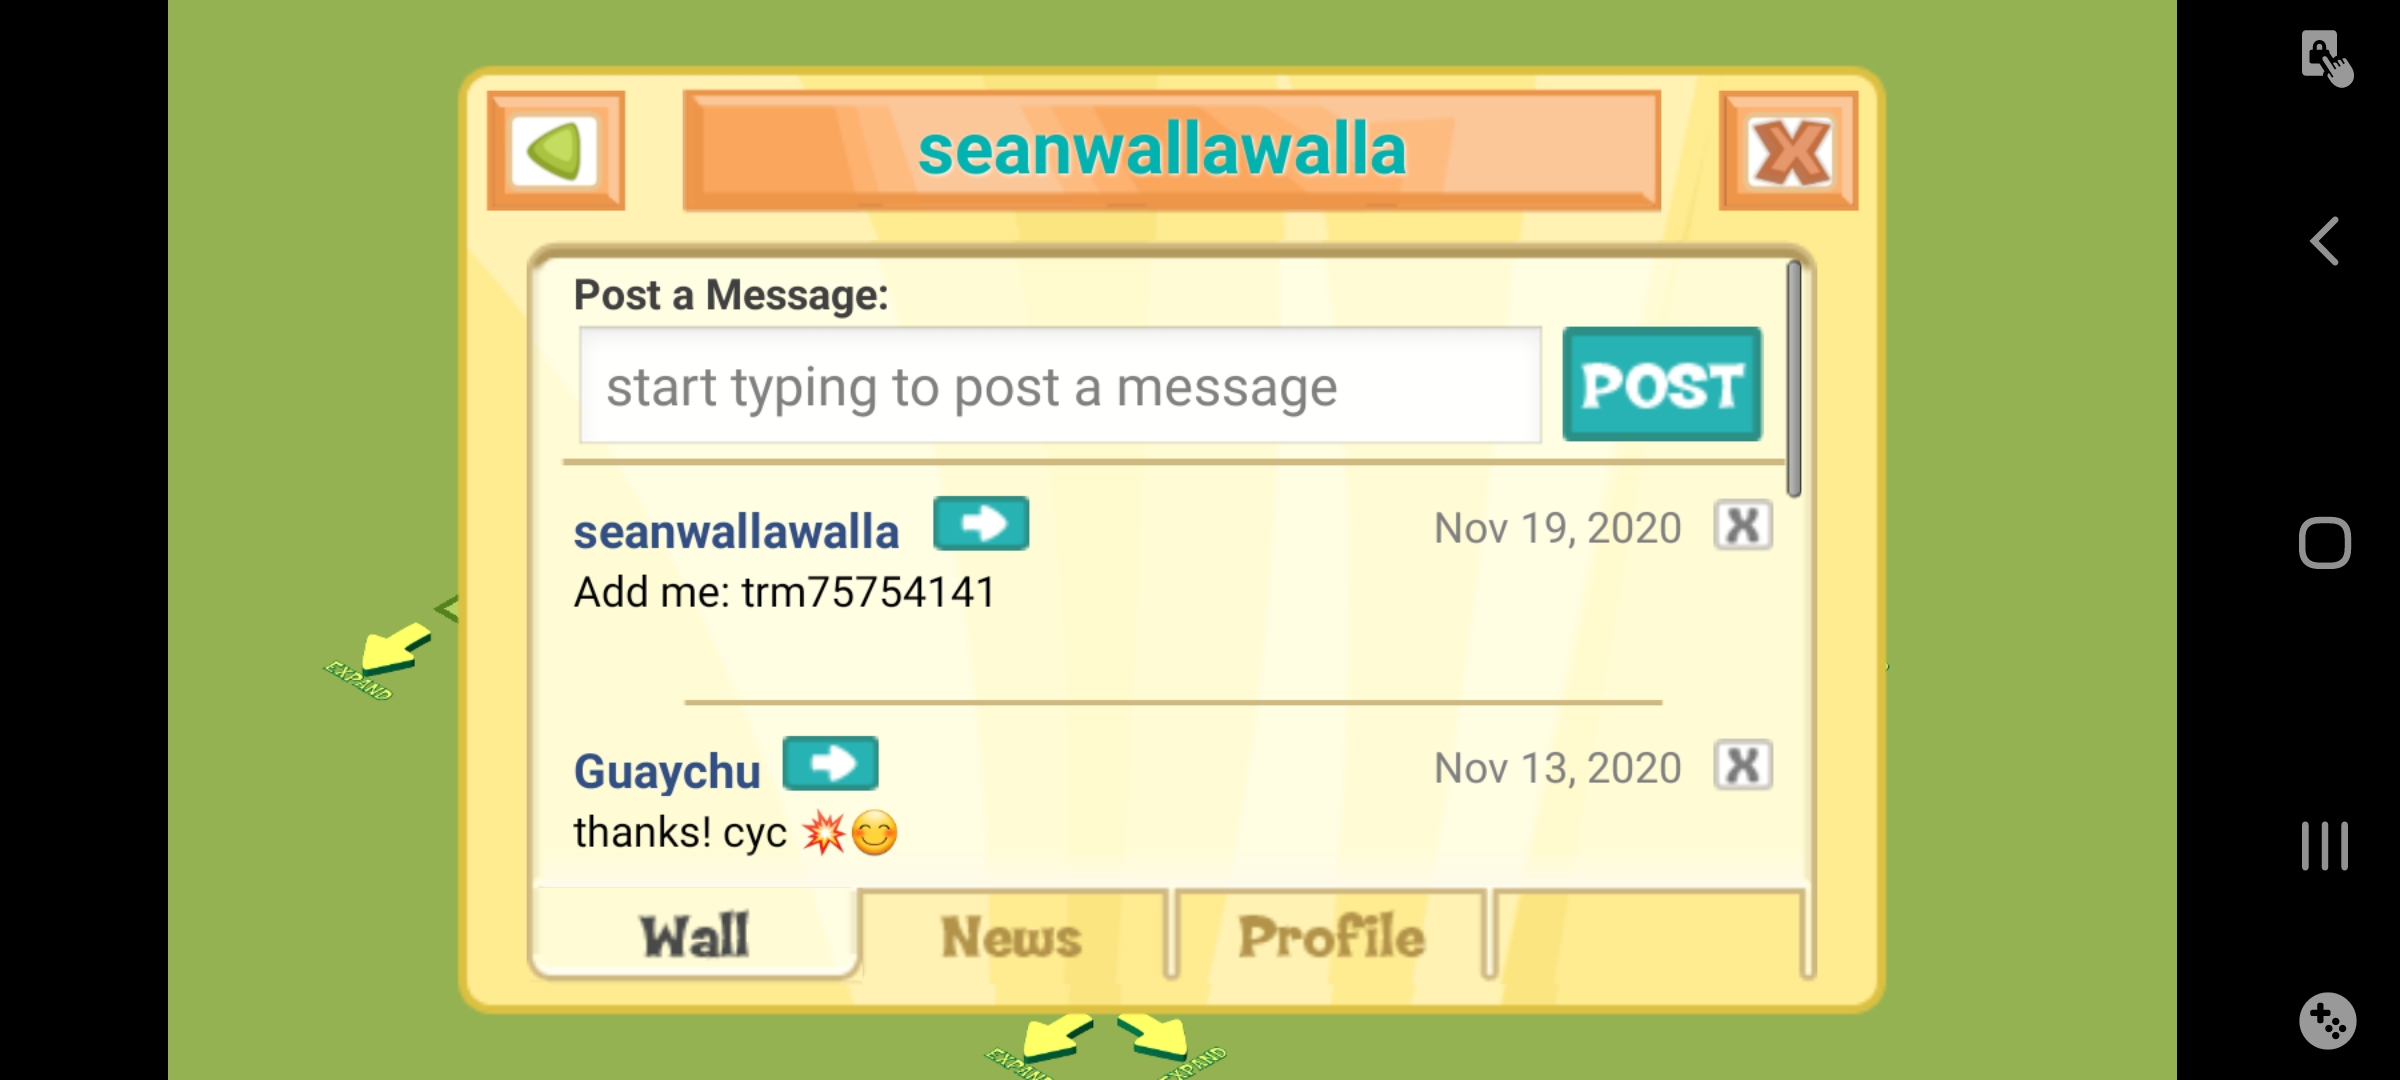 seanwallawalla
Post a Message:
start typing to post a message
POST
seanwallawalla
Nov 19, 2020
X
Add me: trm75754141
Guaychu
Nov 13, 2020
X
thanks! cyc 💥😊
Wall
News
Profile
EXPAND
EXPAND
EXPAND